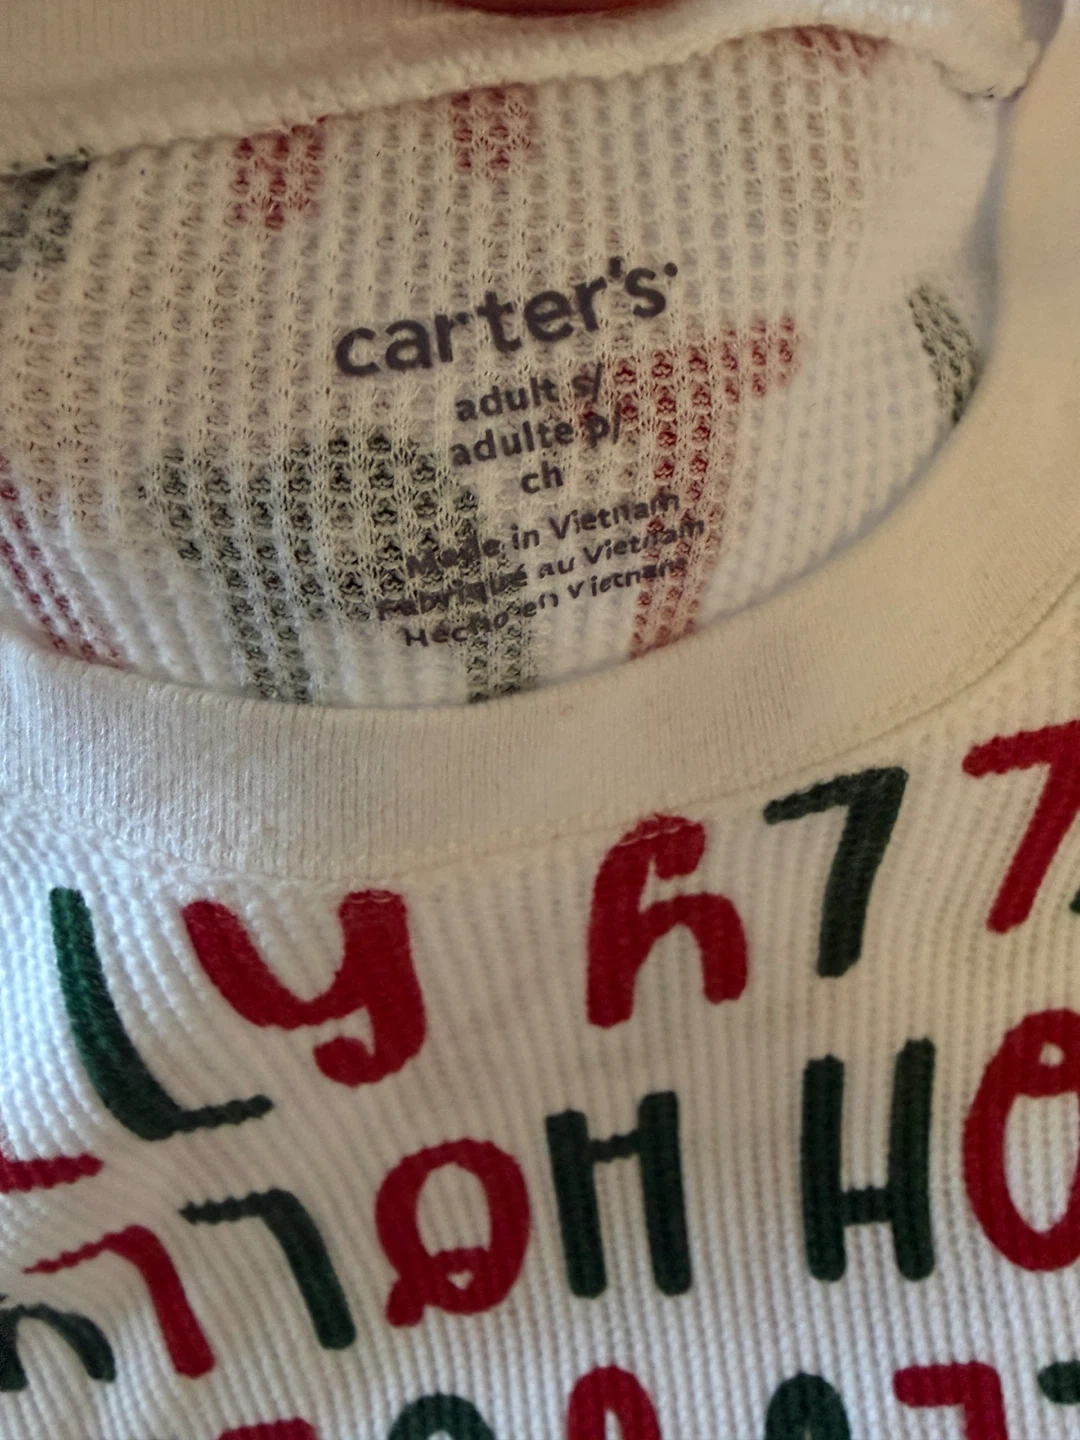 carter's
adult s/
adulte p/
ch
Made in Vietnam
Fabriqué au Vietnam
Hecho en Vietnam
L y h L L
L Q H H O